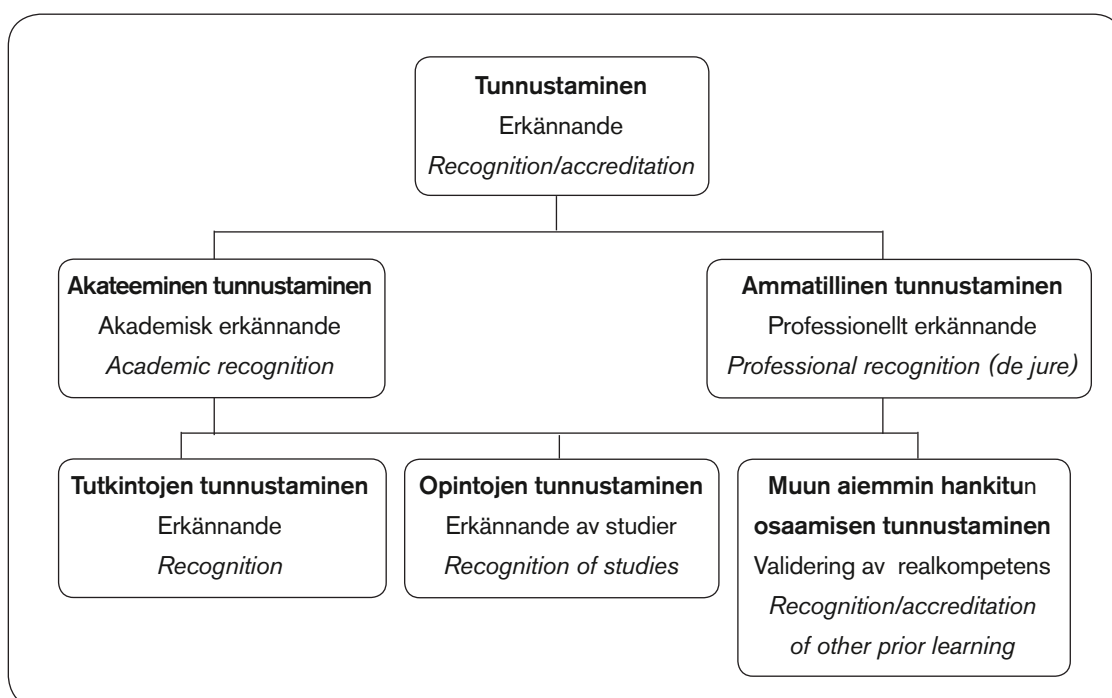 Tunnustaminen
Erkännande
Recognition/accreditation
Akateeminen tunnustaminen
Akademisk erkännande
Academic recognition
Ammatillinen tunnustaminen
Professionellt erkännande
Professional recognition (de jure)
Tutkintojen tunnustaminen
Erkännande
Recognition
Opintojen tunnustaminen
Erkännande av studier
Recognition of studies
Muun aiemmin hankitun
osaamisen tunnustaminen
Validering av realkompetens
Recognition/accreditation
of other prior learning